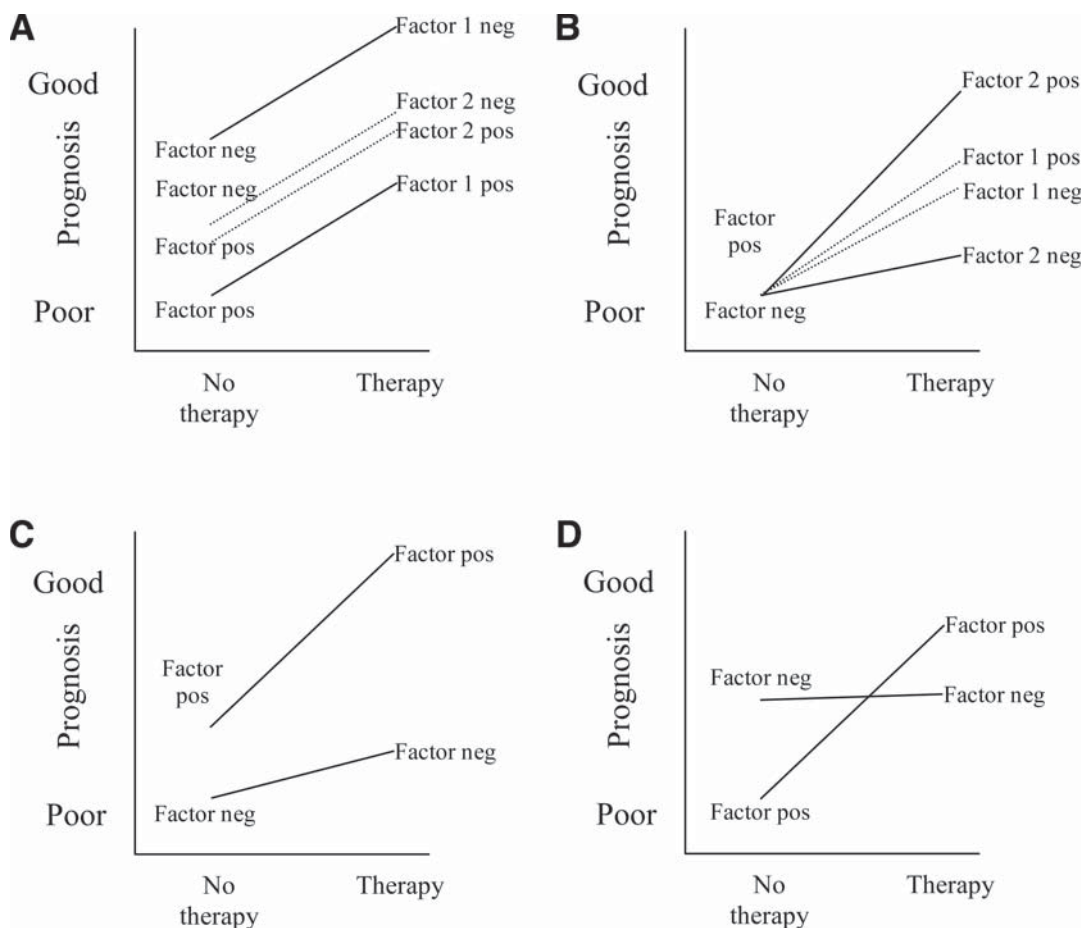 A
Good
Prognosis
Poor
Factor 1 neg
Factor 2 neg
Factor 2 pos
Factor 1 pos
Factor neg
Factor neg
Factor pos
Factor pos
No
therapy
Therapy
B
Good
Prognosis
Poor
Factor 2 pos
Factor 1 pos
Factor 1 neg
Factor 2 neg
Factor
pos
Factor neg
No
therapy
Therapy
C
Good
Prognosis
Poor
Factor pos
Factor
pos
Factor neg
Factor neg
No
therapy
Therapy
D
Good
Prognosis
Poor
Factor pos
Factor neg
Factor neg
Factor pos
No
therapy
Therapy